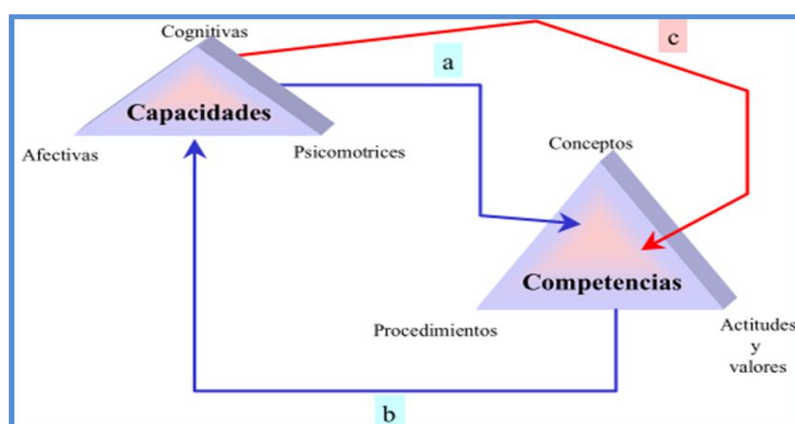 Cognitivas
c
a
Capacidades
Afectivas
Psicomotrices
Conceptos
Competencias
Procedimientos
Actitudes
y
valores
b